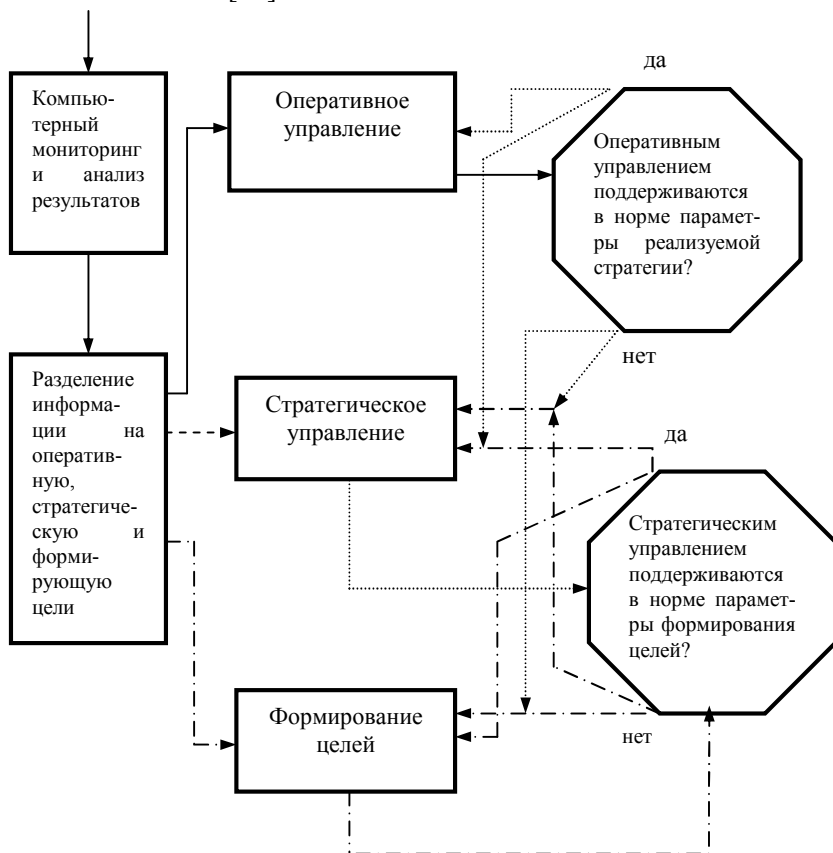 Компью-
терный
мониторинг
и анализ
результатов
Оперативное
управление
да
Оперативным
управлением
поддерживаются
в норме парамет-
ры реализуемой
стратегии?
нет
Разделение
информа-
ции на
оператив-
ную,
стратегиче-
скую и
форми-
рующую
цели
Стратегическое
управление
да
Стратегическим
управлением
поддерживаются
в норме парамет-
ры формирования
целей?
нет
Формирование
целей